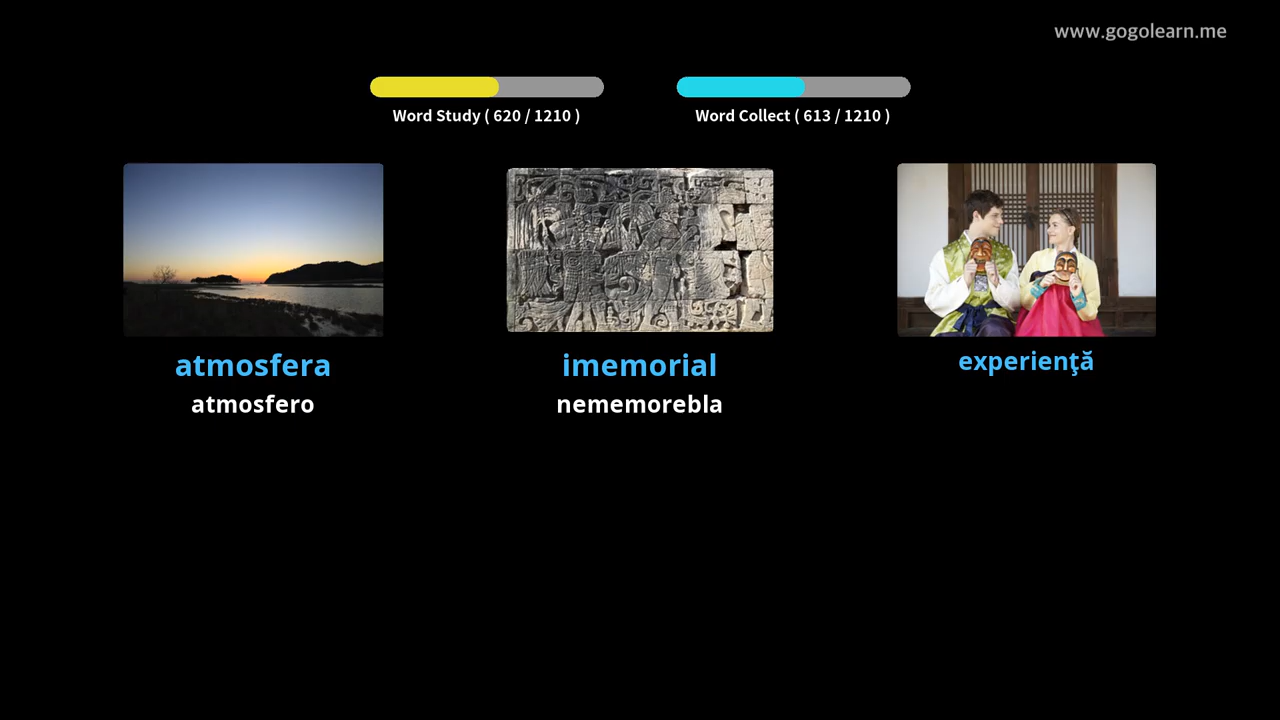 www.gogolearn.me
Word Study ( 620 / 1210 )
Word Collect ( 613 / 1210 )
atmosfera
atmosfero
imemorial
nememorebla
experienţă